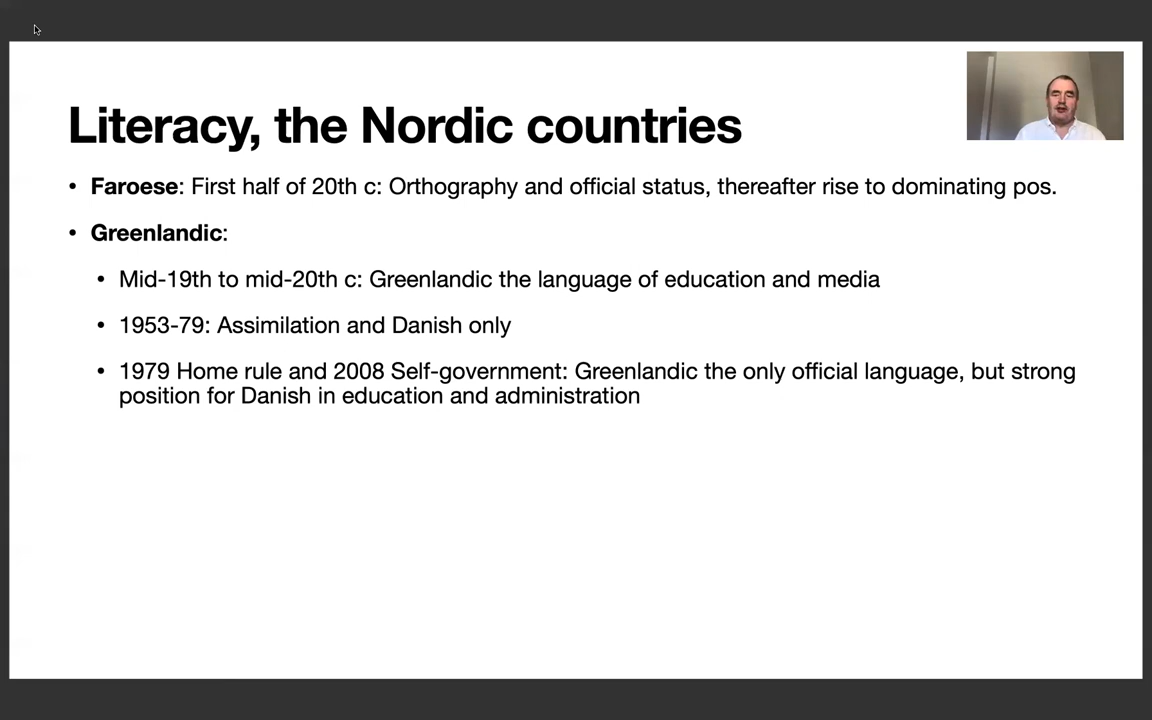 Literacy, the Nordic countries
• Faroese: First half of 20th c: Orthography and official status, thereafter rise to dominating pos.
• Greenlandic:
• Mid-19th to mid-20th c: Greenlandic the language of education and media
• 1953-79: Assimilation and Danish only
• 1979 Home rule and 2008 Self-government: Greenlandic the only official language, but strong
position for Danish in education and administration